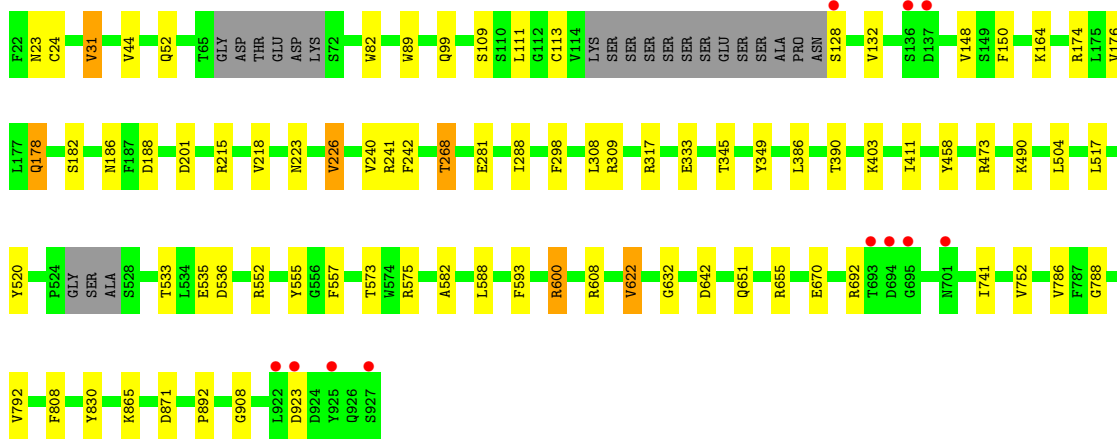 F22 N23 C24 V31 V44 Q52 T65 GLY ASP THR GLU ASP LYS S72 W82 W89 Q99 S109 S110 L111 G112 C113 V114 LYS SER SER SER SER SER GLU SER SER ALA PRO ASN S128 V132 S136 D137 V148 S149 F150 K164 R174 L175 V176
L177 Q178 S182 N186 F187 D188 D201 R215 V218 N223 V226 V240 R241 F242 T268 E281 I288 F298 L308 R309 R317 E333 T345 Y349 L386 T390 K403 I411 Y458 R473 K490 L504 L517
Y520 P524 GLY SER ALA S528 T533 L534 E535 D536 R552 Y555 G556 F557 T573 W574 R575 A582 L588 F593 R600 R608 V622 G632 D642 Q651 R655 E670 R692 T693 D694 G695 N701 I741 V752 V786 F787 G788
V792 F808 Y830 K865 D871 P892 G908 L922 D923 D924 Y925 Q926 S927